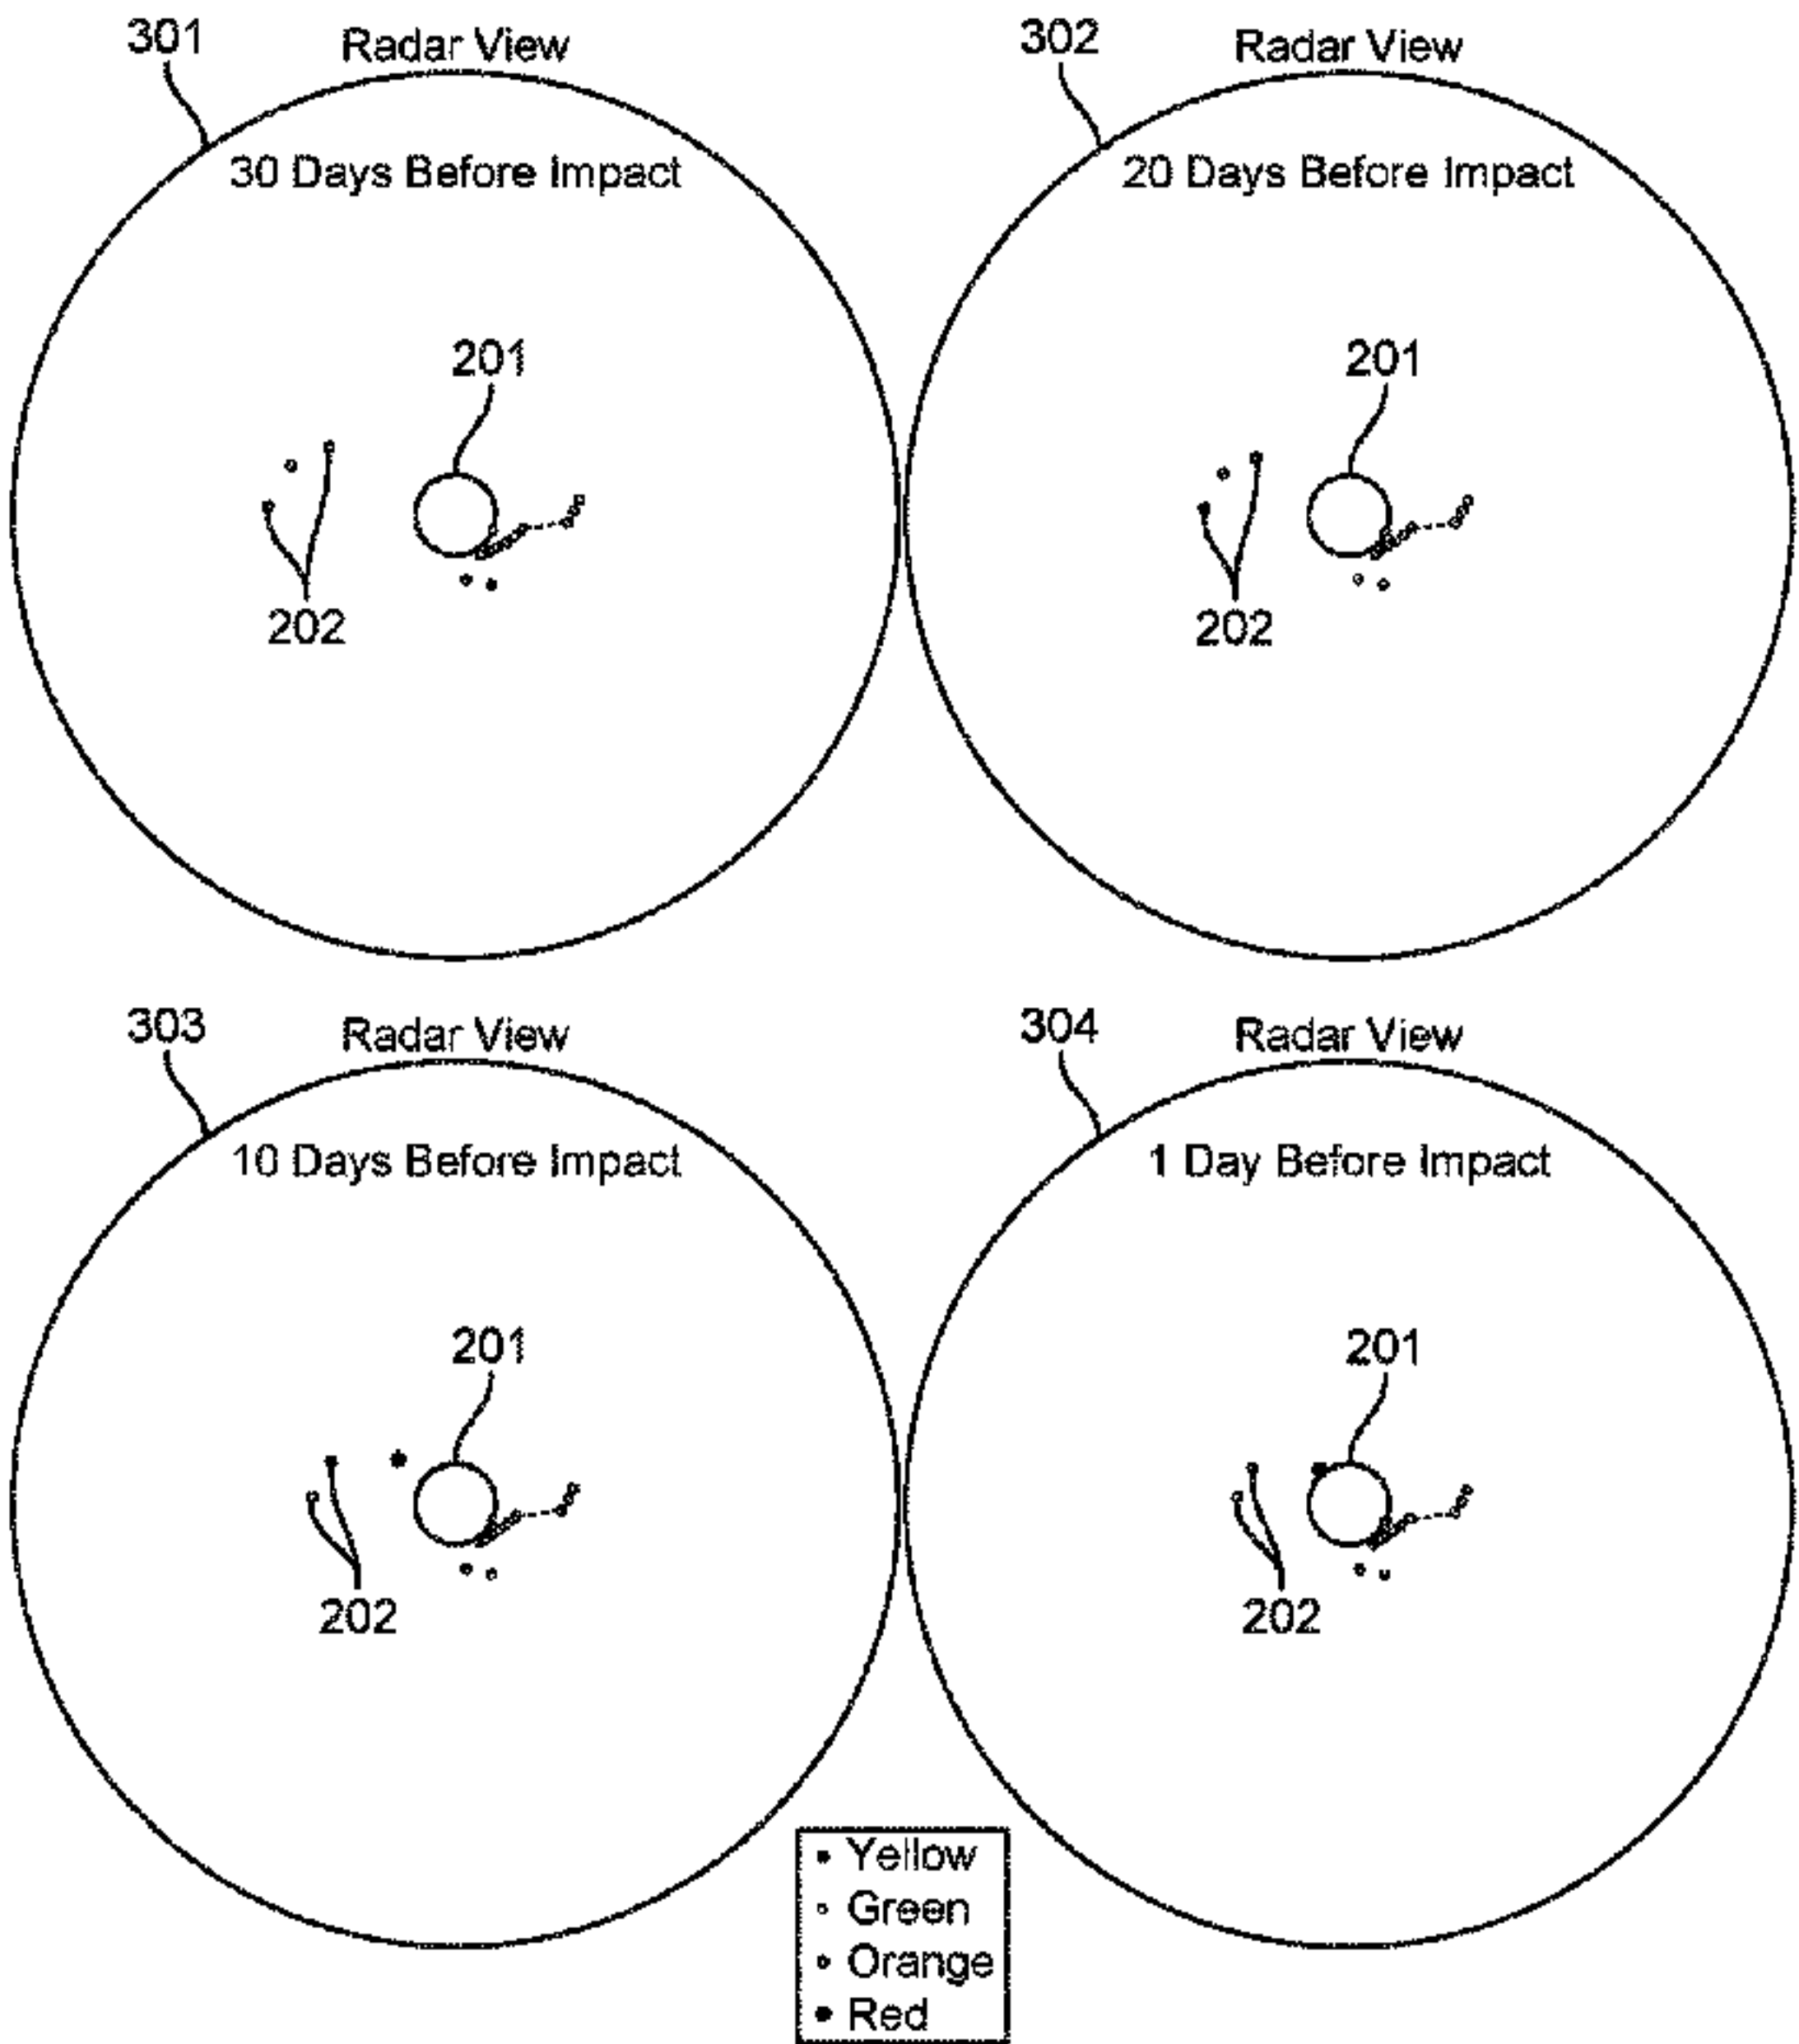 301 Radar View
30 Days Before Impact
201
202
302 Radar View
20 Days Before Impact
201
202
303 Radar View
10 Days Before Impact
201
202
304 Radar View
1 Day Before Impact
201
202
Yellow
Green
Orange
Red